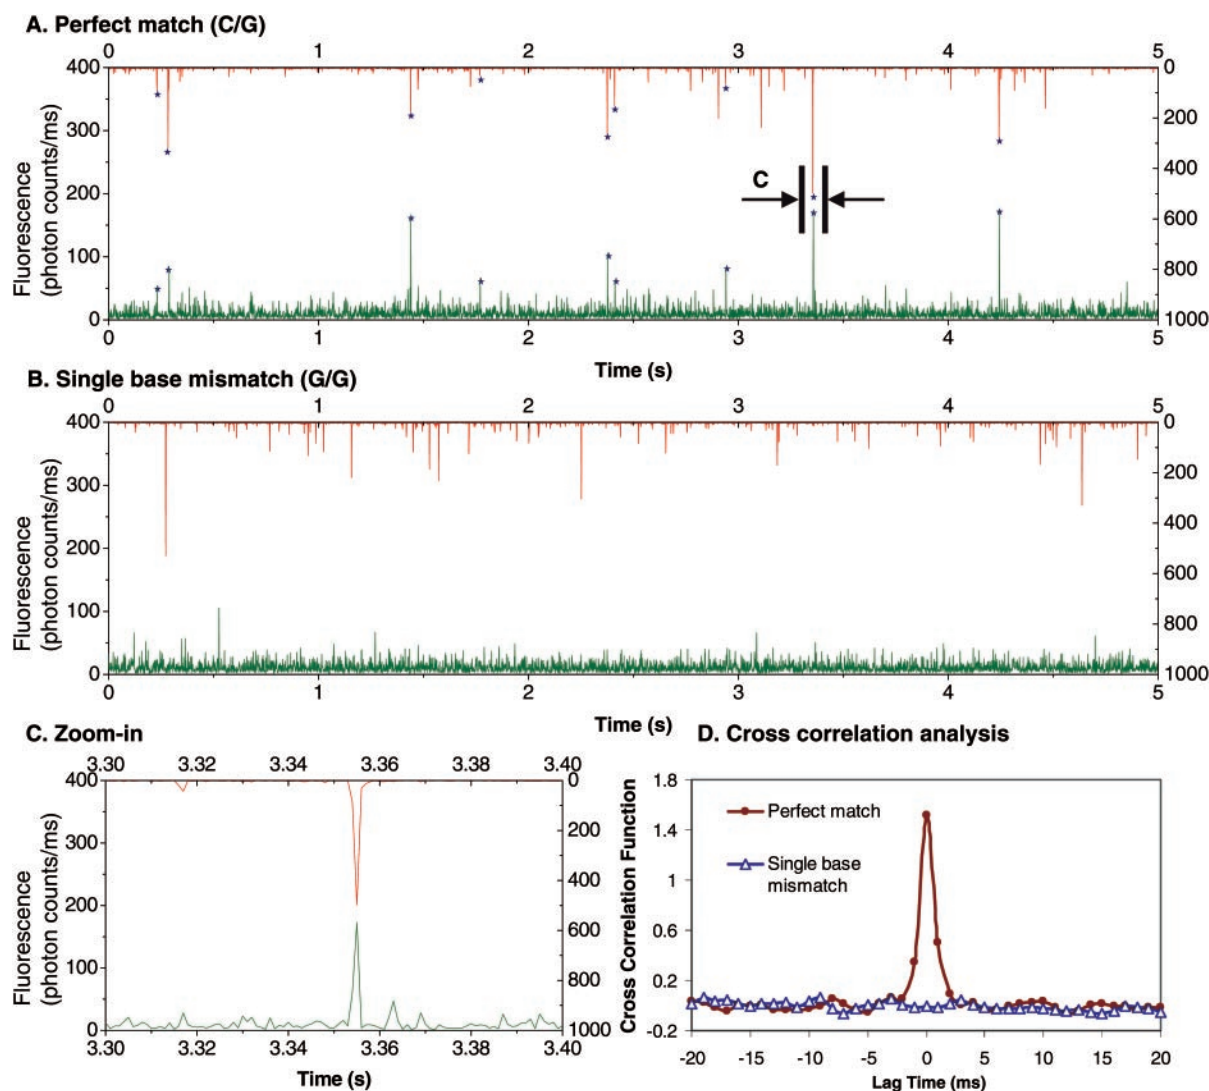 A. Perfect match (C/G)
0 1 2 3 4 5
400 0
300 200
200 400
100 600
0 800
1000
Fluorescence
(photon counts/ms)
C
0 1 2 3 4 5
Time (s)
B. Single base mismatch (G/G)
0 1 2 3 4 5
400 0
300 200
200 400
100 600
0 800
1000
Fluorescence
(photon counts/ms)
0 1 2 3 4 5
Time (s)
C. Zoom-in
3.30 3.32 3.34 3.36 3.38 3.40
400 0
300 200
200 400
100 600
0 800
1000
Fluorescence
(photon counts/ms)
3.30 3.32 3.34 3.36 3.38 3.40
Time (s)
D. Cross correlation analysis
Cross Correlation Function
1.8
1.4
1
0.6
0.2
-0.2
Perfect match
Single base
mismatch
-20 -15 -10 -5 0 5 10 15 20
Lag Time (ms)